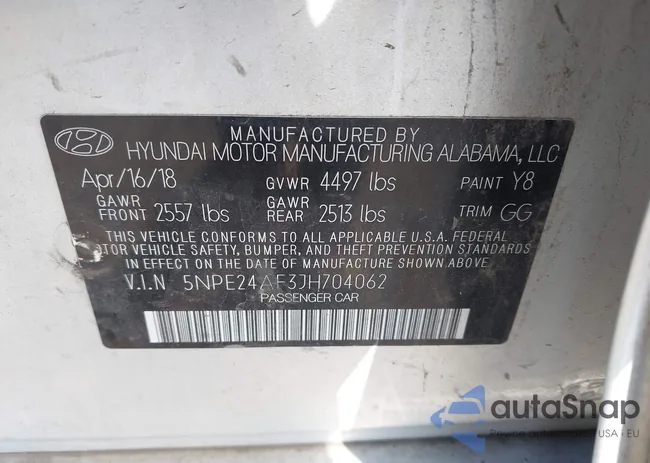 MANUFACTURED BY
HYUNDAI MOTOR MANUFACTURING ALABAMA, LLC
Apr/16/18 GVWR 4497 lbs PAINT Y8
GAWR FRONT 2557 lbs GAWR REAR 2513 lbs TRIM GG
THIS VEHICLE CONFORMS TO ALL APPLICABLE U.S.A. FEDERAL
MOTOR VEHICLE SAFETY, BUMPER, AND THEFT PREVENTION STANDARDS
IN EFFECT ON THE DATE OF MANUFACTURE SHOWN ABOVE.
V.I.N 5NPE24AF3JH704062
PASSENGER CAR
autaSnap
USA · EU